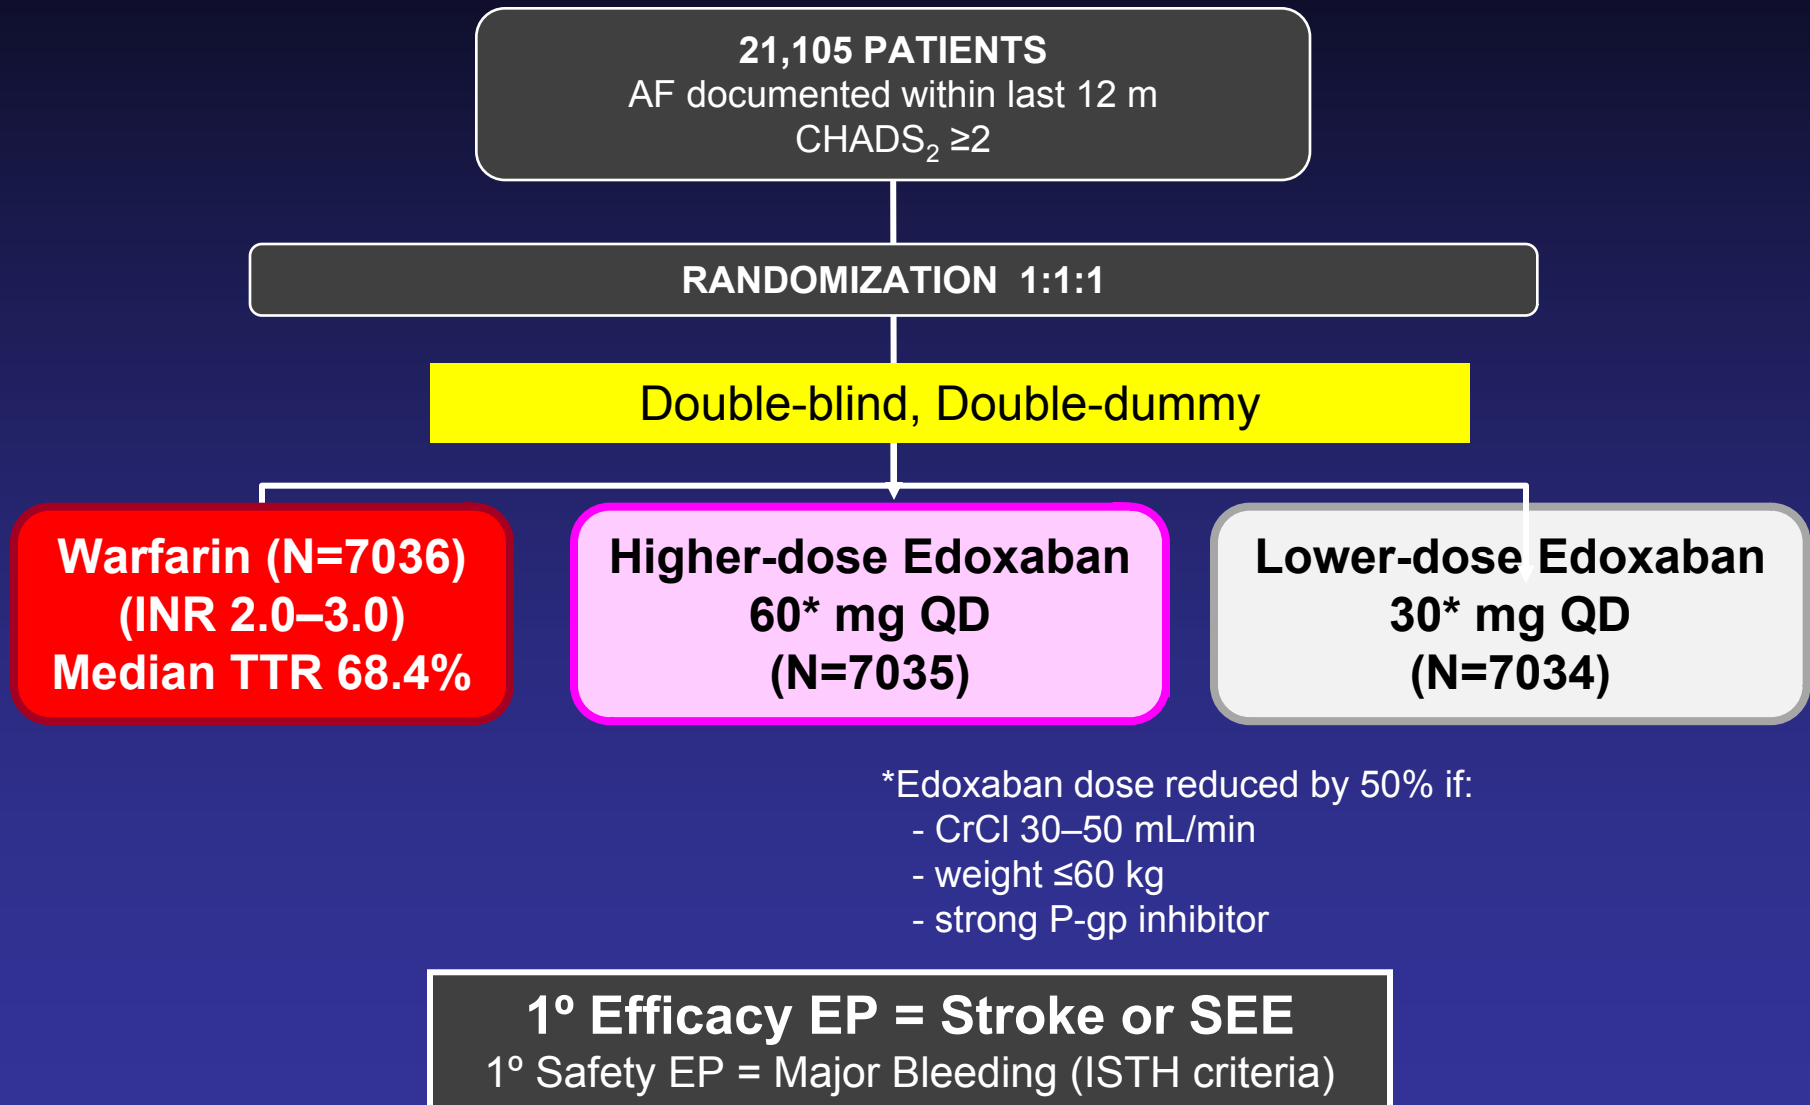 21,105 PATIENTS
AF documented within last 12 m
CHADS₂ ≥2
RANDOMIZATION 1:1:1
Double-blind, Double-dummy
Warfarin (N=7036)
(INR 2.0–3.0)
Median TTR 68.4%
Higher-dose Edoxaban
60* mg QD
(N=7035)
Lower-dose Edoxaban
30* mg QD
(N=7034)
*Edoxaban dose reduced by 50% if:
- CrCl 30–50 mL/min
- weight ≤60 kg
- strong P-gp inhibitor
1º Efficacy EP = Stroke or SEE
1º Safety EP = Major Bleeding (ISTH criteria)